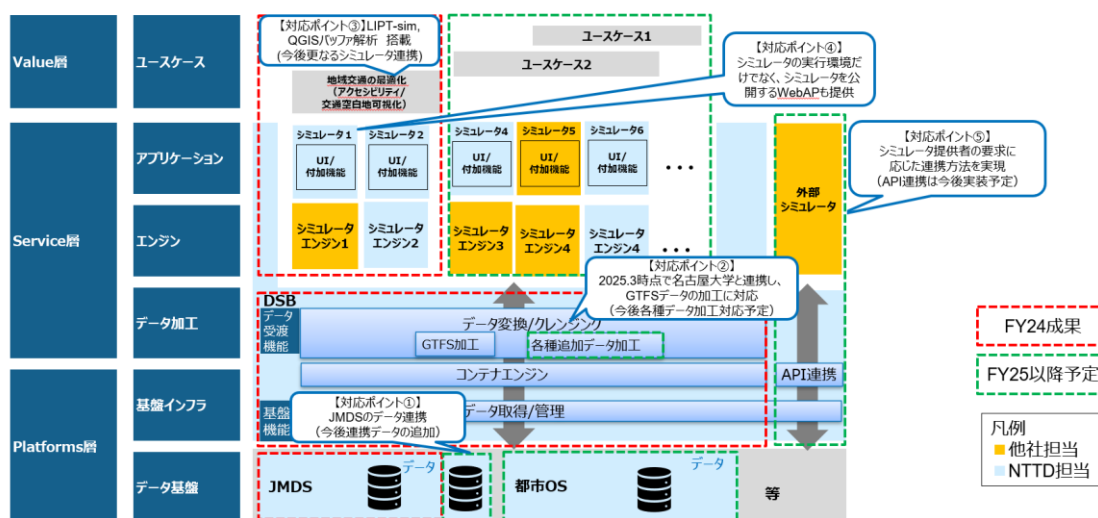 Value層
ユースケース
【対応ポイント③】LIPT-sim,
QGISバッファ解析 搭載
(今後更なるシミュレータ連携)
地域交通の最適化
(アクセシビリティ/
交通空白地可視化)
ユースケース1
ユースケース2
【対応ポイント④】
シミュレータの実行環境だ
けでなく、シミュレータを公
開するWebAPも提供
Service層
アプリケーション
シミュレータ1
UI/
付加機能
シミュレータ2
UI/
付加機能
シミュレータ4
UI/
付加機能
シミュレータ5
UI/
付加機能
シミュレータ6
UI/
付加機能
・・・
外部
シミュレータ
【対応ポイント⑤】
シミュレータ提供者の要求に
応じた連携方法を実現
(API連携は今後実装予定)
エンジン
シミュレータ
エンジン1
シミュレータ
エンジン2
シミュレータ
エンジン3
シミュレータ
エンジン4
シミュレータ
エンジン4
・・・
【対応ポイント②】
2025.3時点で名古屋大学と連携し、
GTFSデータの加工に対応
(今後各種データ加工対応予定)
データ加工
DSB
データ
受渡
機能
データ変換/クレンジング
GTFS加工
各種追加データ加工
コンテナエンジン
API連携
Platforms層
基盤インフラ
基盤
機能
データ取得/管理
【対応ポイント①】
JMDSのデータ連携
(今後連携データの追加)
データ基盤
JMDS
データ
都市OS
データ
等
FY24成果
FY25以降予定
凡例
他社担当
NTTD担当